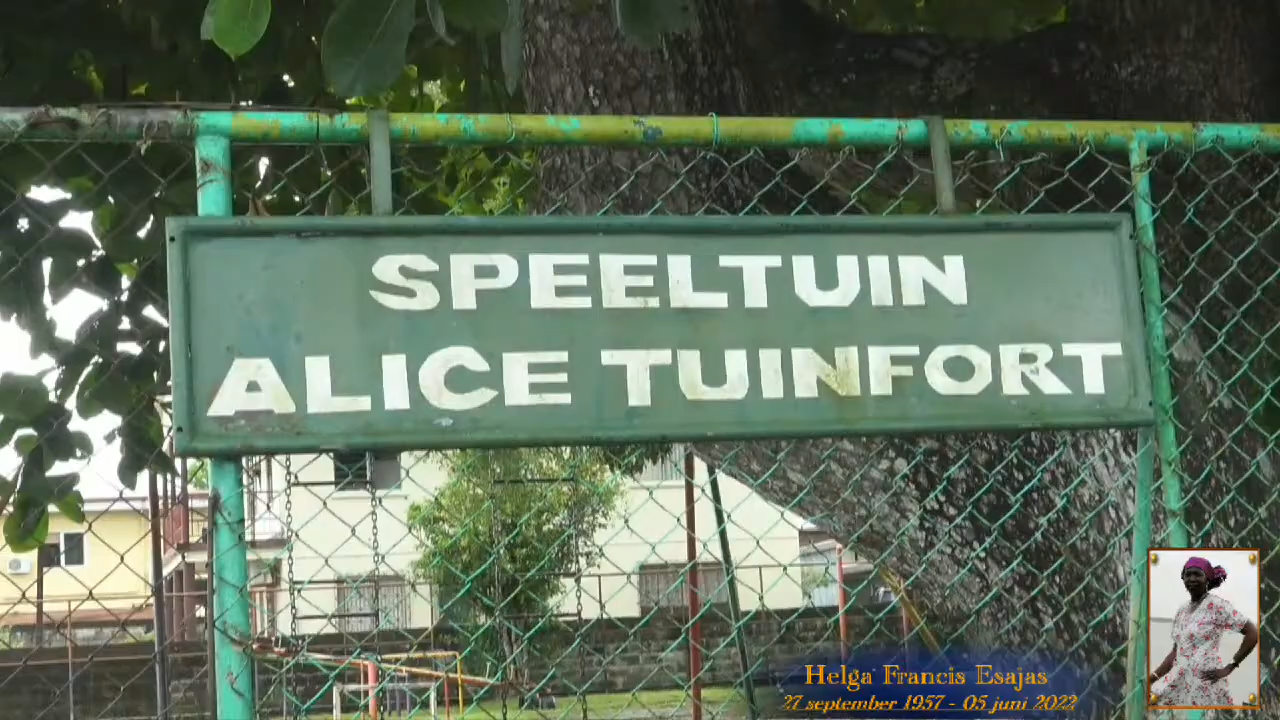 SPEELTUIN
ALICE TUINFORT
Helga Francis Esajas
27 september 1957 - 05 juni 2022